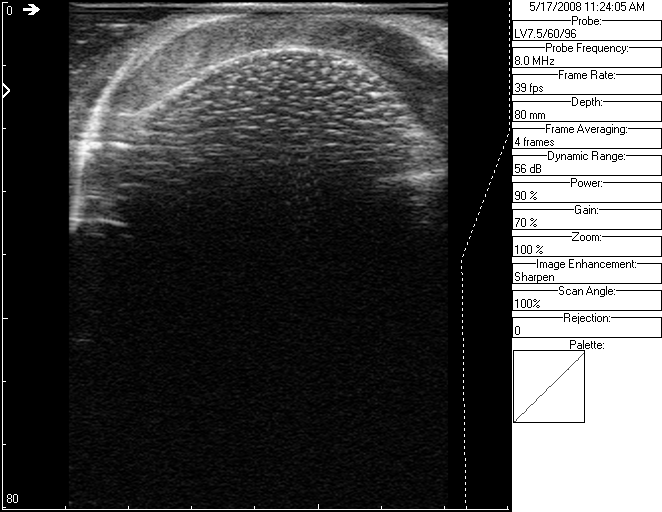 0
80
5/17/2008 11:24:05 AM
Probe:
LV7.5/60/96
Probe Frequency:
8.0 MHz
Frame Rate:
39 fps
Depth:
80 mm
Frame Averaging:
4 frames
Dynamic Range:
56 dB
Power:
90 %
Gain:
70 %
Zoom:
100 %
Image Enhancement:
Sharpen
Scan Angle:
100%
Rejection:
0
Palette: